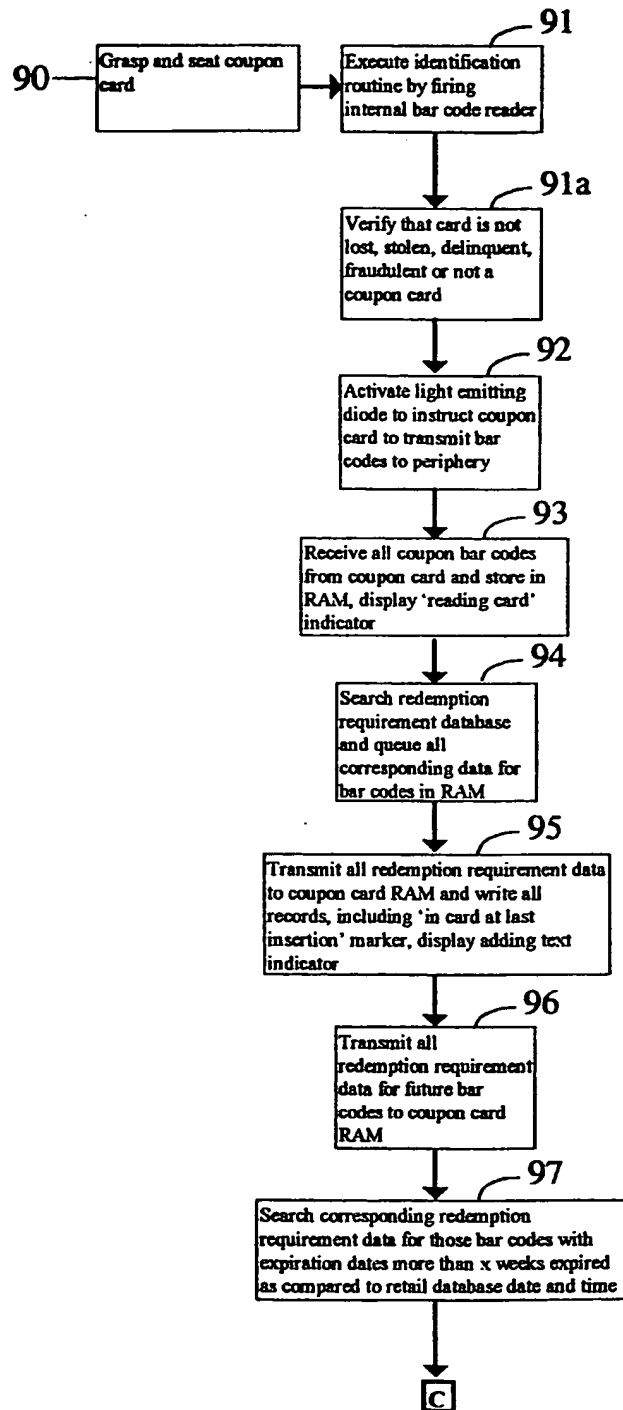 91
90
Grasp and seat coupon
card
Execute identification
routine by firing
internal bar code reader
91a
Verify that card is not
lost, stolen, delinquent,
fraudulent or not a
coupon card
92
Activate light emitting
diode to instruct coupon
card to transmit bar
codes to periphery
93
Receive all coupon bar codes
from coupon card and store in
RAM, display ‘reading card’
indicator
94
Search redemption
requirement database
and queue all
corresponding data for
bar codes in RAM
95
Transmit all redemption requirement data
to coupon card RAM and write all
records, including ‘in card at last
insertion’ marker, display adding text
indicator
96
Transmit all
redemption requirement
data for future bar
codes to coupon card
RAM
97
Search corresponding redemption
requirement data for those bar codes with
expiration dates more than x weeks expired
as compared to retail database date and time
C